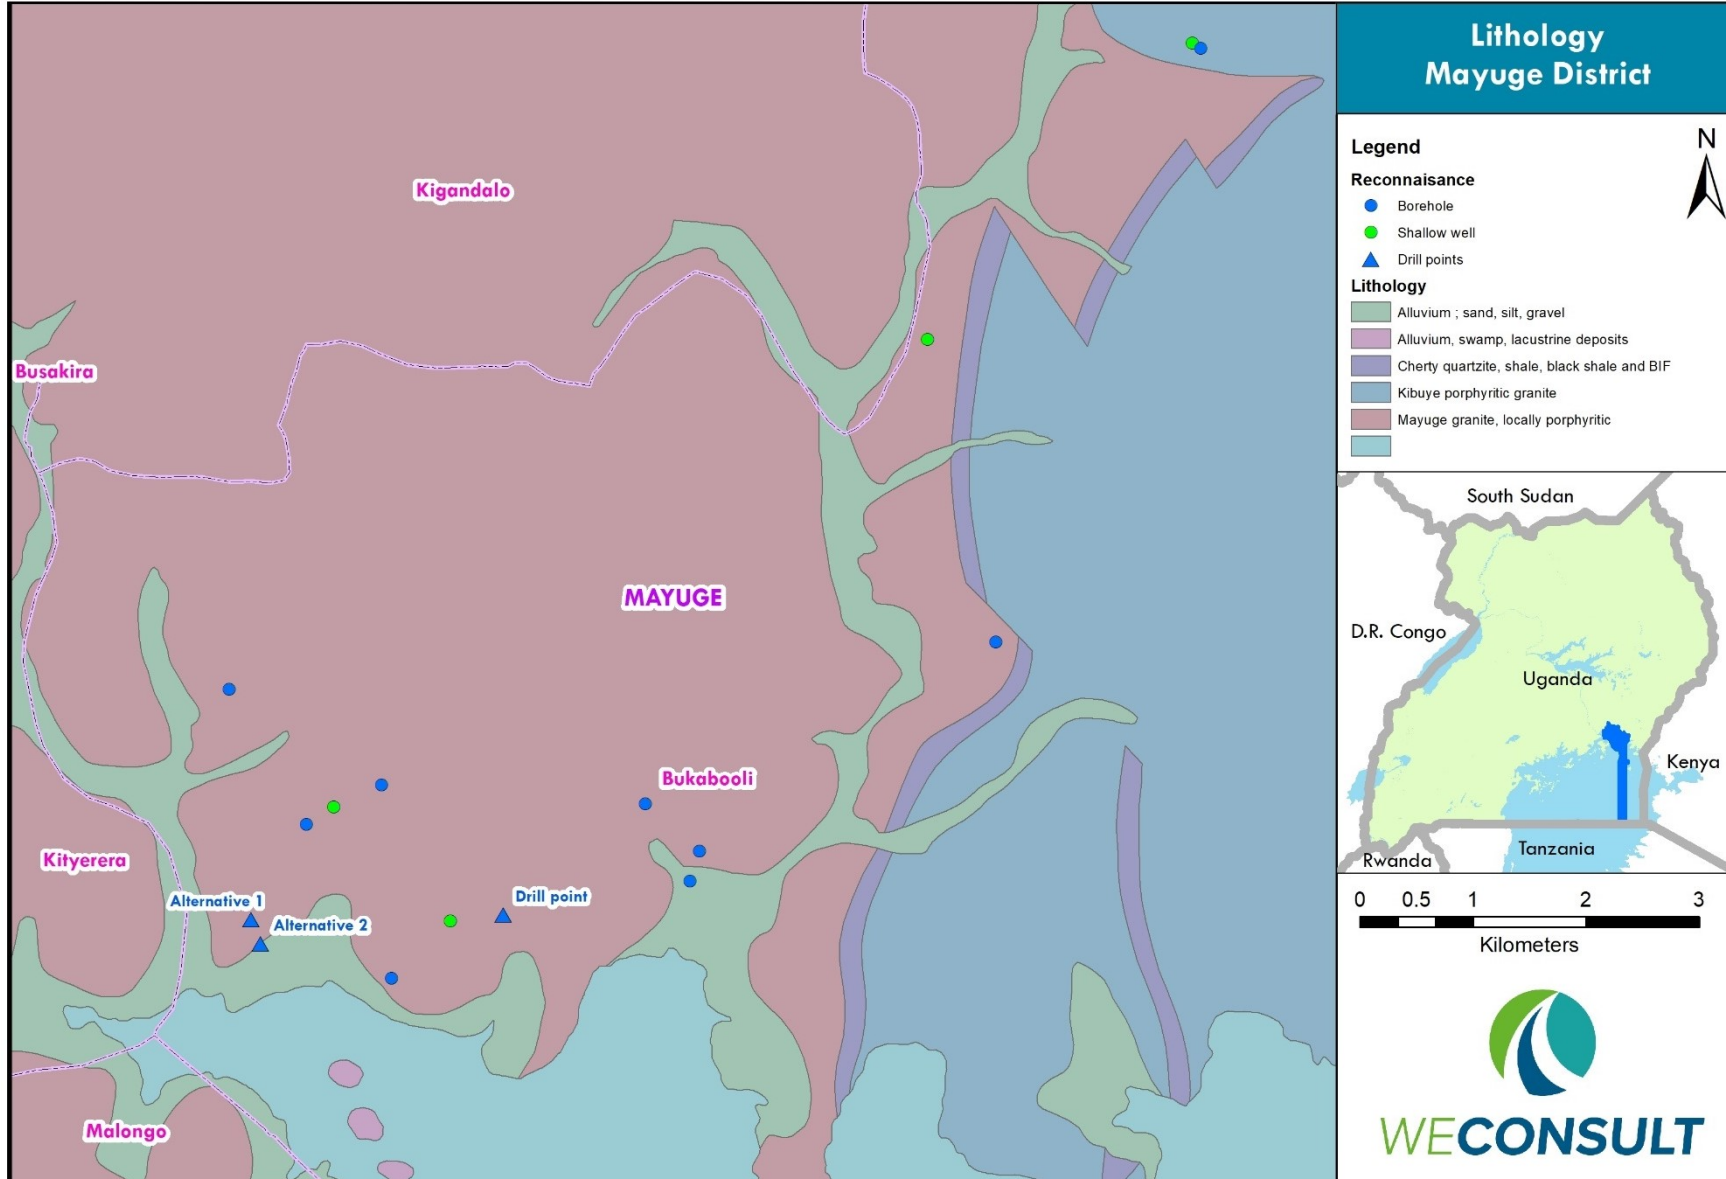 Lithology
Mayuge District
Legend
N
Reconnaisance
Borehole
Shallow well
Drill points
Lithology
Alluvium ; sand, silt, gravel
Alluvium, swamp, lacustrine deposits
Cherty quartzite, shale, black shale and BIF
Kibuye porphyritic granite
Mayuge granite, locally porphyritic
Kigandalo
Busakira
MAYUGE
Bukabooli
Kityerera
Alternative 1
Alternative 2
Drill point
Malongo
South Sudan
D.R. Congo
Uganda
Kenya
Rwanda
Tanzania
0 0.5 1 2 3
Kilometers
WECONSULT